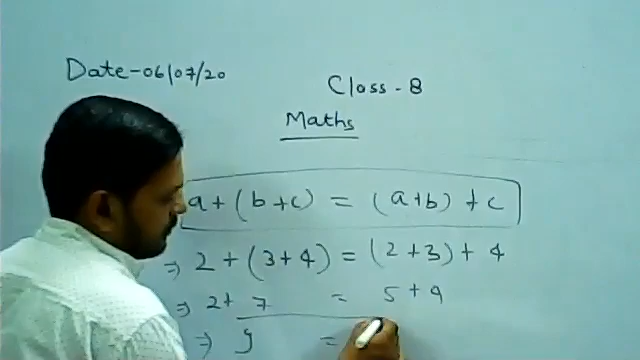 Date-06/07/20
Class-8
Maths
a+(b+c) = (a+b)+c
⇒ 2+(3+4) = (2+3)+4
⇒ 2+7 = 5+4
⇒ 9 =